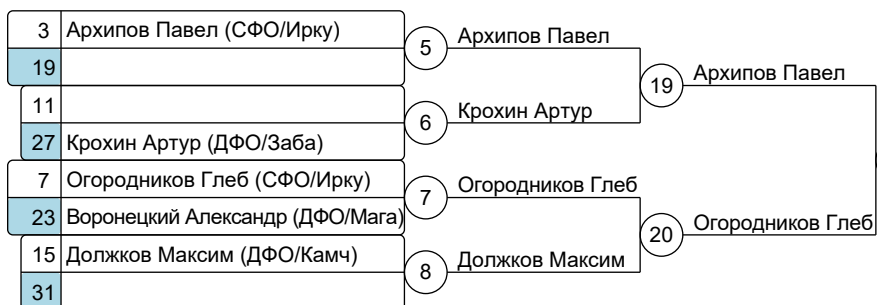 3 Архипов Павел (СФО/Ирку)
19
11
27 Крохин Артур (ДФО/Заба)
7 Огородников Глеб (СФО/Ирку)
23 Воронецкий Александр (ДФО/Мага)
15 Должков Максим (ДФО/Камч)
31
5 Архипов Павел
6 Крохин Артур
7 Огородников Глеб
8 Должков Максим
19 Архипов Павел
20 Огородников Глеб